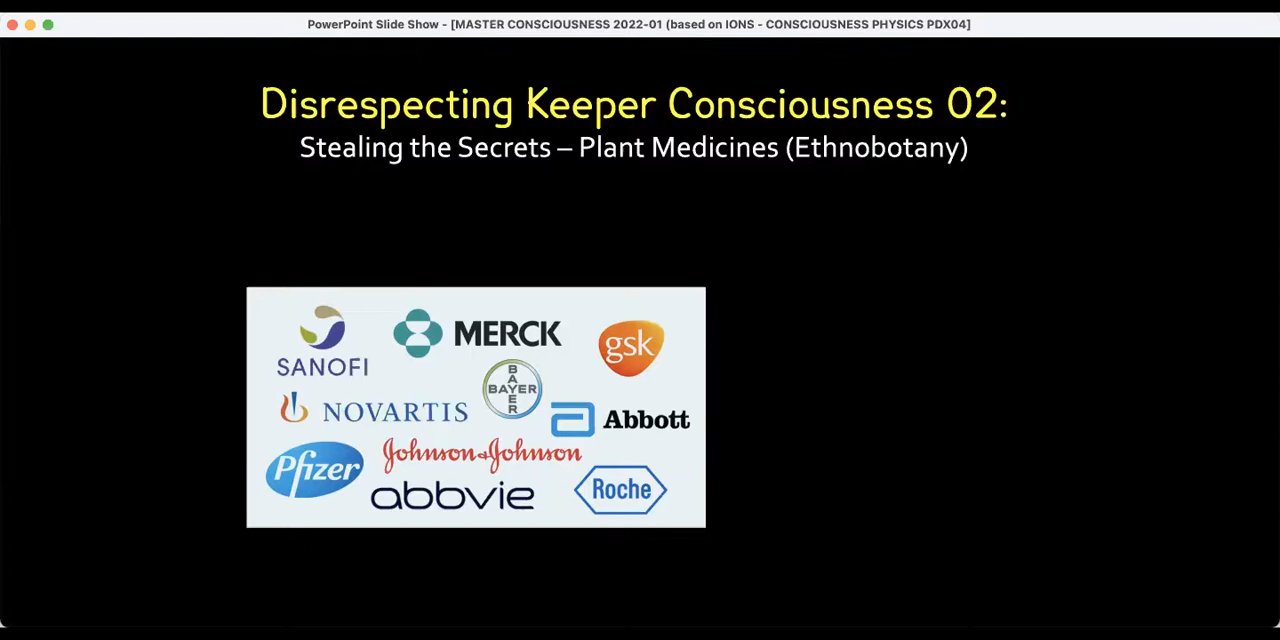 PowerPoint Slide Show - [MASTER CONSCIOUSNESS 2022-01 (based on IONS - CONSCIOUSNESS PHYSICS PDX04]
Disrespecting Keeper Consciousness 02:
Stealing the Secrets – Plant Medicines (Ethnobotany)
SANOFI
MERCK
gsk
NOVARTIS
BAYER
BAYER
Abbott
Pfizer
Johnson & Johnson
abbvie
Roche